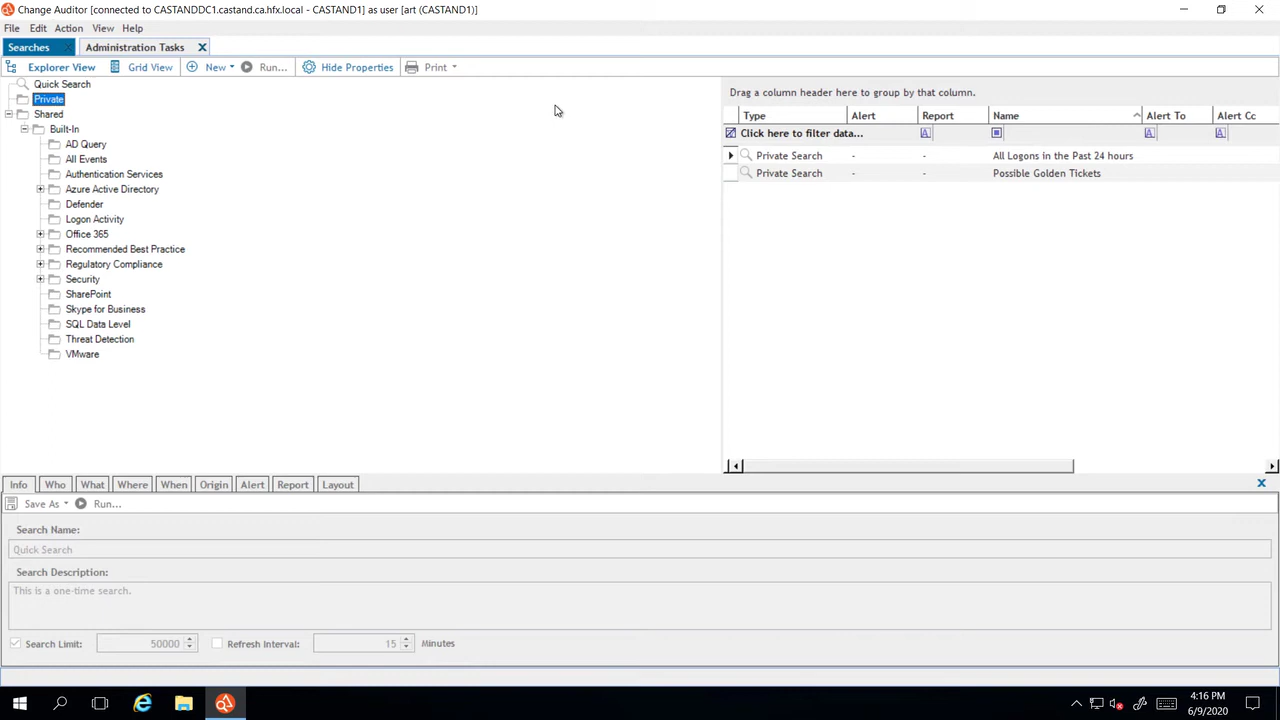 Change Auditor [connected to CASTANDDC1.castand.ca.hfx.local - CASTAND1] as user [art (CASTAND1)]
File Edit Action View Help
Searches Administration Tasks
Explorer View Grid View New Run... Hide Properties Print
Quick Search
Private
Shared
Built-In
AD Query
All Events
Authentication Services
Azure Active Directory
Defender
Logon Activity
Office 365
Recommended Best Practice
Regulatory Compliance
Security
SharePoint
Skype for Business
SQL Data Level
Threat Detection
VMware
Drag a column header here to group by that column.
Type Alert Report Name Alert To Alert Cc
Click here to filter data...
Private Search - - All Logons in the Past 24 hours
Private Search - - Possible Golden Tickets
Info Who What Where When Origin Alert Report Layout
Save As Run...
Search Name:
Quick Search
Search Description:
This is a one-time search.
Search Limit: 50000 Refresh Interval: 15 Minutes
4:16 PM
6/9/2020